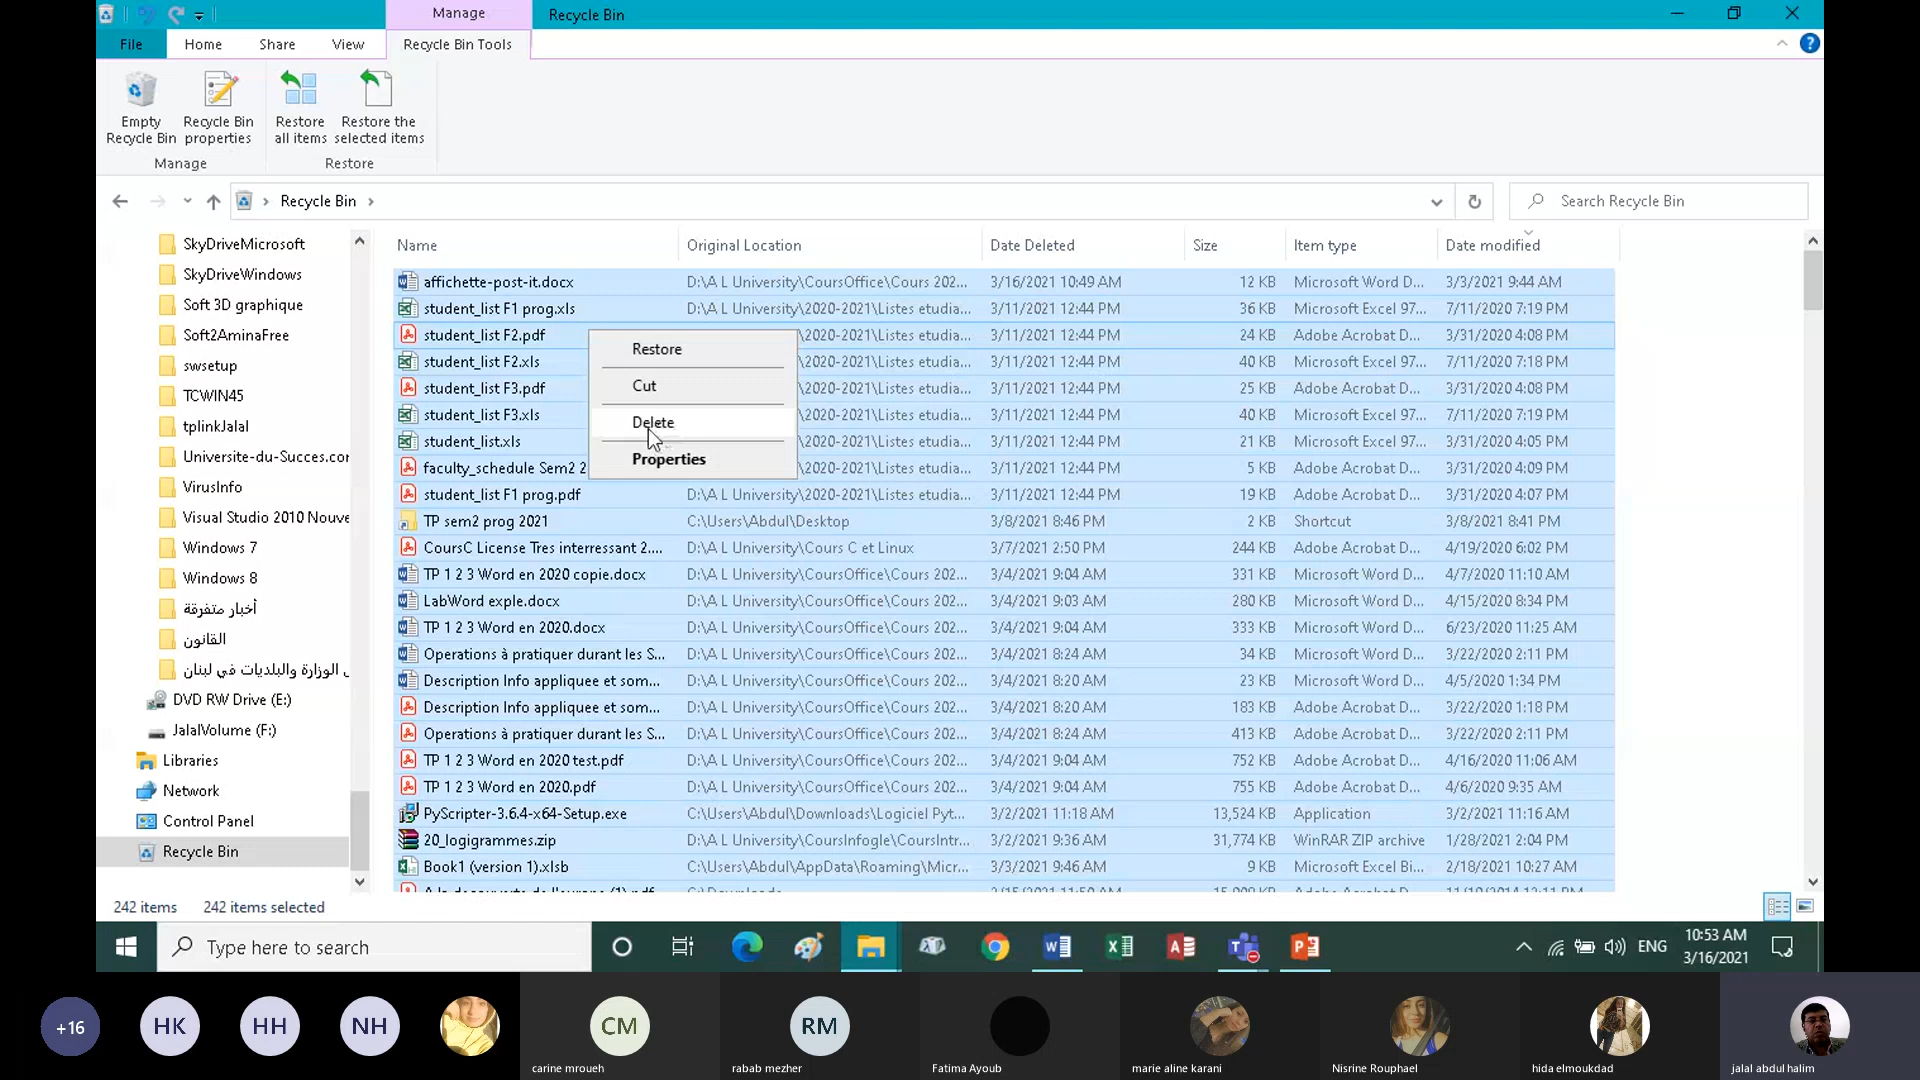 Manage
Recycle Bin
File
Home
Share
View
Recycle Bin Tools
?
Empty Recycle Bin
Recycle Bin properties
Restore all items
Restore the selected items
Manage
Restore
Recycle Bin
Search Recycle Bin
SkyDriveMicrosoft
SkyDriveWindows
Soft 3D graphique
Soft2AminaFree
swsetup
TCWIN45
tplinkJalal
Universite-du-Succes.cor
VirusInfo
Visual Studio 2010 Nouve
Windows 7
Windows 8
أخبار متفرقة
القانون
ل الوزارة والبلديات في لبنان
DVD RW Drive (E:)
JalalVolume (F:)
Libraries
Network
Control Panel
Recycle Bin
Name Original Location Date Deleted Size Item type Date modified
affichette-post-it.docx D:\A L University\CoursOffice\Cours 202... 3/16/2021 10:49 AM 12 KB Microsoft Word D... 3/3/2021 9:44 AM
student_list F1 prog.xls D:\A L University\2020-2021\Listes etudia... 3/11/2021 12:44 PM 36 KB Microsoft Excel 97... 7/11/2020 7:19 PM
student_list F2.pdf \2020-2021\Listes etudia... 3/11/2021 12:44 PM 24 KB Adobe Acrobat D... 3/31/2020 4:08 PM
student_list F2.xls \2020-2021\Listes etudia... 3/11/2021 12:44 PM 40 KB Microsoft Excel 97... 7/11/2020 7:18 PM
student_list F3.pdf \2020-2021\Listes etudia... 3/11/2021 12:44 PM 25 KB Adobe Acrobat D... 3/31/2020 4:08 PM
student_list F3.xls \2020-2021\Listes etudia... 3/11/2021 12:44 PM 40 KB Microsoft Excel 97... 7/11/2020 7:19 PM
student_list.xls \2020-2021\Listes etudia... 3/11/2021 12:44 PM 21 KB Microsoft Excel 97... 3/31/2020 4:05 PM
faculty_schedule Sem2 2 \2020-2021\Listes etudia... 3/11/2021 12:44 PM 5 KB Adobe Acrobat D... 3/31/2020 4:09 PM
student_list F1 prog.pdf D:\A L University\2020-2021\Listes etudia... 3/11/2021 12:44 PM 19 KB Adobe Acrobat D... 3/31/2020 4:07 PM
TP sem2 prog 2021 C:\Users\Abdul\Desktop 3/8/2021 8:46 PM 2 KB Shortcut 3/8/2021 8:41 PM
CoursC License Tres interressant 2.... D:\A L University\Cours C et Linux 3/7/2021 2:50 PM 244 KB Adobe Acrobat D... 4/19/2020 6:02 PM
TP 1 2 3 Word en 2020 copie.docx D:\A L University\CoursOffice\Cours 202... 3/4/2021 9:04 AM 331 KB Microsoft Word D... 4/7/2020 11:10 AM
LabWord exple.docx D:\A L University\CoursOffice\Cours 202... 3/4/2021 9:03 AM 280 KB Microsoft Word D... 4/15/2020 8:34 PM
TP 1 2 3 Word en 2020.docx D:\A L University\CoursOffice\Cours 202... 3/4/2021 9:04 AM 333 KB Microsoft Word D... 6/23/2020 11:25 AM
Operations à pratiquer durant les S... D:\A L University\CoursOffice\Cours 202... 3/4/2021 8:24 AM 34 KB Microsoft Word D... 3/22/2020 2:11 PM
Description Info appliquee et som... D:\A L University\CoursOffice\Cours 202... 3/4/2021 8:20 AM 23 KB Microsoft Word D... 4/5/2020 1:34 PM
Description Info appliquee et som... D:\A L University\CoursOffice\Cours 202... 3/4/2021 8:20 AM 183 KB Adobe Acrobat D... 3/22/2020 1:18 PM
Operations à pratiquer durant les S... D:\A L University\CoursOffice\Cours 202... 3/4/2021 8:24 AM 413 KB Adobe Acrobat D... 3/22/2020 2:11 PM
TP 1 2 3 Word en 2020 test.pdf D:\A L University\CoursOffice\Cours 202... 3/4/2021 9:04 AM 752 KB Adobe Acrobat D... 4/16/2020 11:06 AM
TP 1 2 3 Word en 2020.pdf D:\A L University\CoursOffice\Cours 202... 3/4/2021 9:04 AM 755 KB Adobe Acrobat D... 4/6/2020 9:35 AM
PyScripter-3.6.4-x64-Setup.exe C:\Users\Abdul\Downloads\Logiciel Pyt... 3/2/2021 11:18 AM 13,524 KB Application 3/2/2021 11:16 AM
20_logigrammes.zip D:\A L University\CoursInfogle\CoursIntr... 3/2/2021 9:36 AM 31,774 KB WinRAR ZIP archive 1/28/2021 2:04 PM
Book1 (version 1).xlsb C:\Users\Abdul\AppData\Roaming\Micr... 3/3/2021 9:46 AM 9 KB Microsoft Excel Bi... 2/18/2021 10:27 AM
Restore
Cut
Delete
Properties
242 items 242 items selected
Type here to search
ENG
10:53 AM
3/16/2021
+16
HK
HH
NH
CM
RM
carine mroueh
rabab mezher
Fatima Ayoub
marie aline karani
Nisrine Rouphael
hida elmoukdad
jalal abdul halim